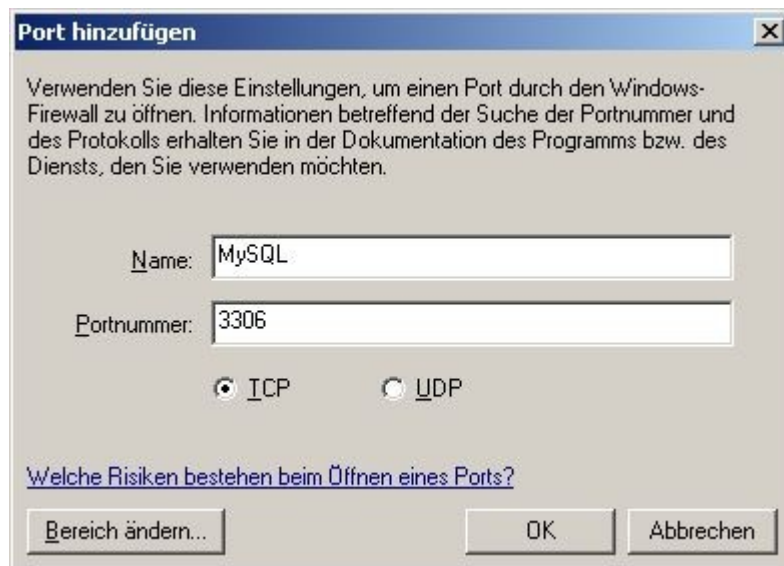 Port hinzufügen
Verwenden Sie diese Einstellungen, um einen Port durch den Windows-
Firewall zu öffnen. Informationen betreffend der Suche der Portnummer und
des Protokolls erhalten Sie in der Dokumentation des Programms bzw. des
Diensts, den Sie verwenden möchten.
Name: MySQL
Portnummer: 3306
TCP UDP
Welche Risiken bestehen beim Öffnen eines Ports?
Bereich ändern... OK Abbrechen